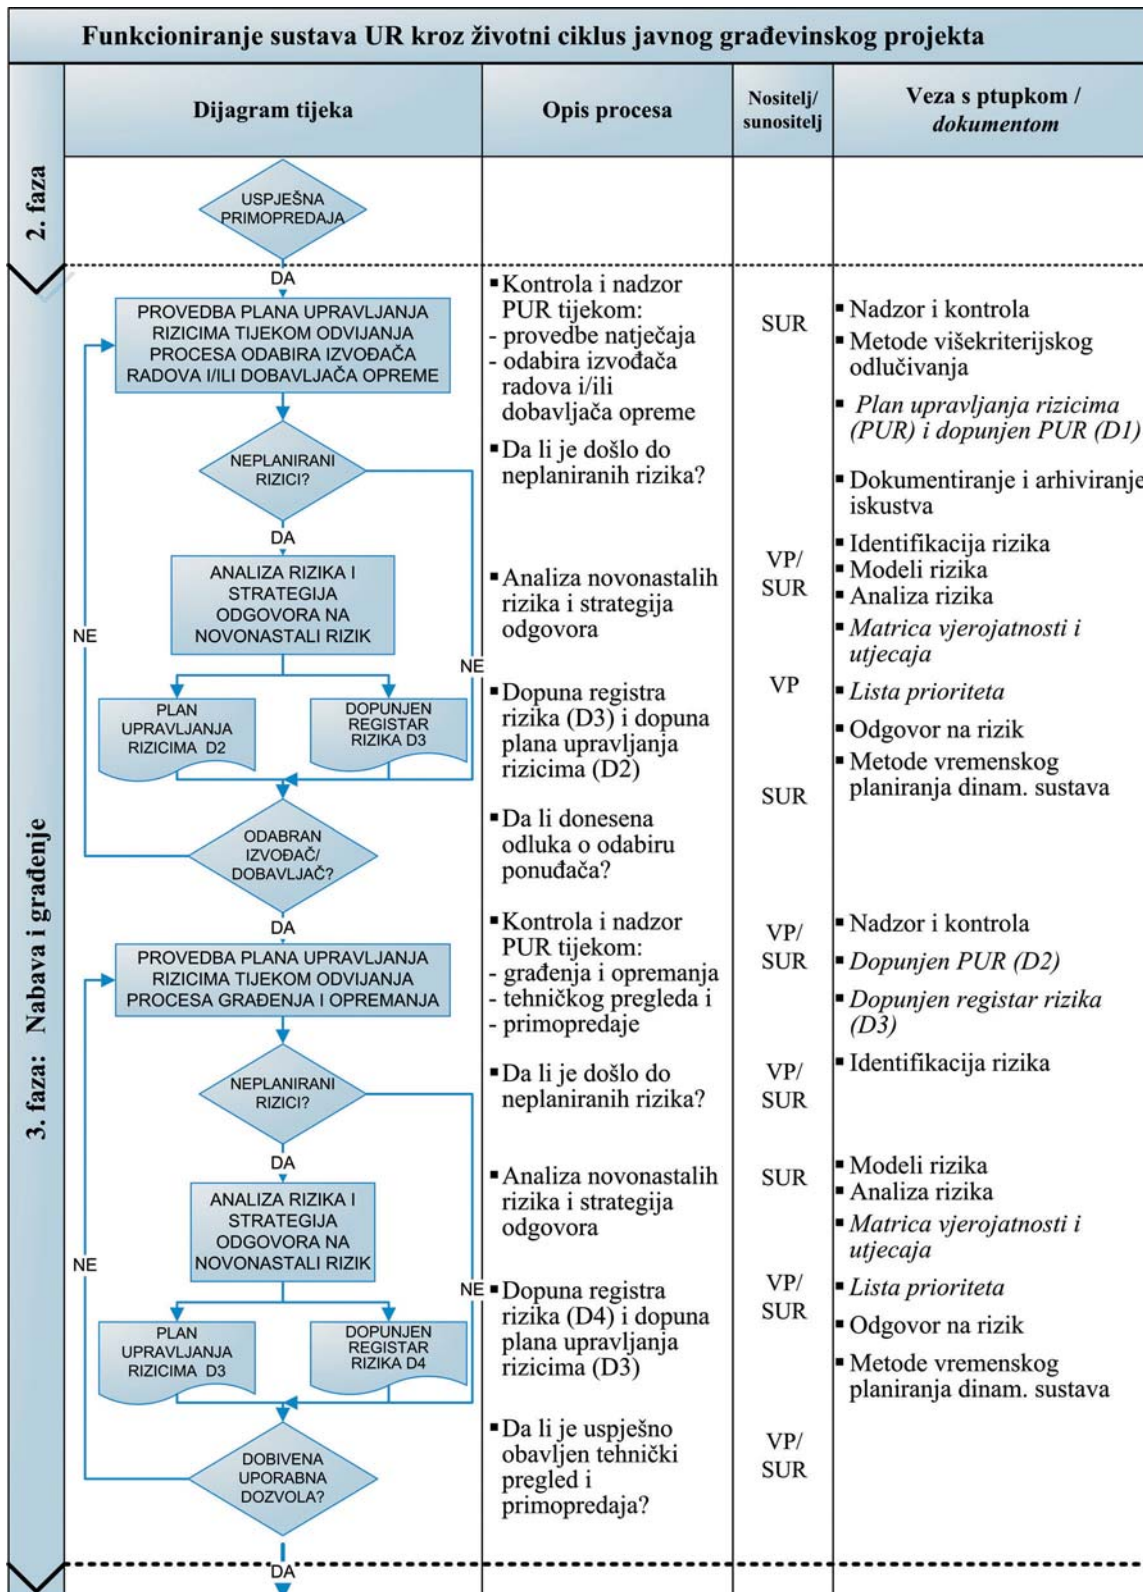 Funkcioniranje sustava UR kroz životni ciklus javnog građevinskog projekta
Dijagram tijeka
Opis procesa
Nositelj/
sunositelj
Veza s ptupkom /
dokumentom
2. faza
USPJEŠNA
PRIMOPREDAJA
DA
3. faza: Nabava i građenje
PROVEDBA PLANA UPRAVLJANJA
RIZICIMA TIJEKOM ODVIJANJA
PROCESA ODABIRA IZVOĐAČA
RADOVA I/ILI DOBAVLJAČA OPREME
NEPLANIRANI
RIZICI?
DA
ANALIZA RIZIKA I
STRATEGIJA
ODGOVORA NA
NOVONASTALI RIZIK
NE
NE
PLAN
UPRAVLJANJA
RIZICIMA D2
DOPUNJEN
REGISTAR
RIZIKA D3
ODABRAN
IZVOĐAČ/
DOBAVLJAČ?
DA
PROVEDBA PLANA UPRAVLJANJA
RIZICIMA TIJEKOM ODVIJANJA
PROCESA GRAĐENJA I OPREMANJA
NEPLANIRANI
RIZICI?
DA
ANALIZA RIZIKA I
STRATEGIJA
ODGOVORA NA
NOVONASTALI RIZIK
NE
NE
PLAN
UPRAVLJANJA
RIZICIMA D3
DOPUNJEN
REGISTAR
RIZIKA D4
DOBIVENA
UPORABNA
DOZVOLA?
DA
▪ Kontrola i nadzor
PUR tijekom:
- provedbe natječaja
- odabira izvođača
radova i/ili
dobavljača opreme
▪ Da li je došlo do
neplaniranih rizika?
▪ Analiza novonastalih
rizika i strategija
odgovora
▪ Dopuna registra
rizika (D3) i dopuna
plana upravljanja
rizicima (D2)
▪ Da li donesena
odluka o odabiru
ponuđača?
▪ Kontrola i nadzor
PUR tijekom:
- građenja i opremanja
- tehničkog pregleda i
- primopredaje
▪ Da li je došlo do
neplaniranih rizika?
▪ Analiza novonastalih
rizika i strategija
odgovora
▪ Dopuna registra
rizika (D4) i dopuna
plana upravljanja
rizicima (D3)
▪ Da li je uspješno
obavljen tehnički
pregled i
primopredaja?
SUR
VP/
SUR
VP
SUR
VP/
SUR
VP/
SUR
SUR
VP/
SUR
VP/
SUR
▪ Nadzor i kontrola
▪ Metode višekriterijskog
odlučivanja
▪ Plan upravljanja rizicima
(PUR) i dopunjen PUR (D1)
▪ Dokumentiranje i arhiviranje
iskustva
▪ Identifikacija rizika
▪ Modeli rizika
▪ Analiza rizika
▪ Matrica vjerojatnosti i
utjecaja
▪ Lista prioriteta
▪ Odgovor na rizik
▪ Metode vremenskog
planiranja dinam. sustava
▪ Nadzor i kontrola
▪ Dopunjen PUR (D2)
▪ Dopunjen registar rizika
(D3)
▪ Identifikacija rizika
▪ Modeli rizika
▪ Analiza rizika
▪ Matrica vjerojatnosti i
utjecaja
▪ Lista prioriteta
▪ Odgovor na rizik
▪ Metode vremenskog
planiranja dinam. sustava